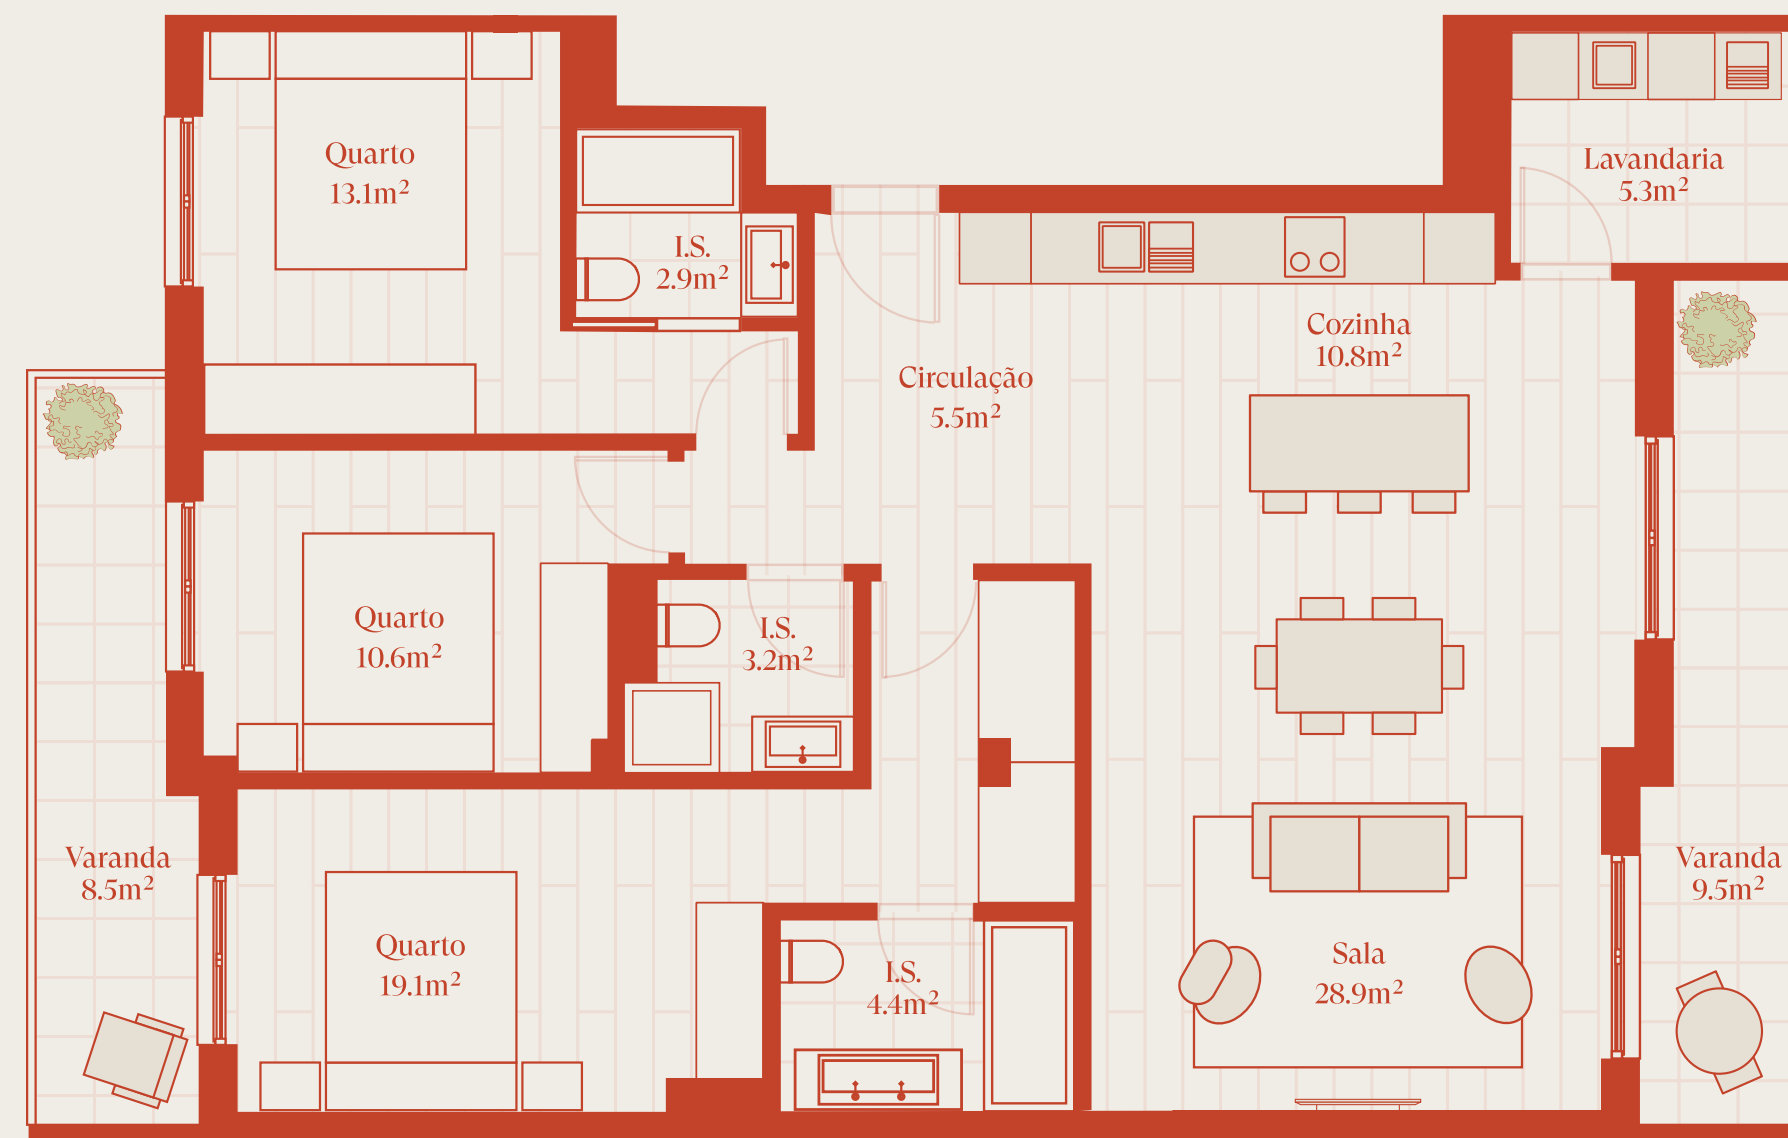 Quarto
13.1m²
I.S.
2.9m²
Lavandaria
5.3m²
Cozinha
10.8m²
Circulação
5.5m²
Quarto
10.6m²
I.S.
3.2m²
Varanda
8.5m²
Varanda
9.5m²
Quarto
19.1m²
I.S.
4.4m²
Sala
28.9m²